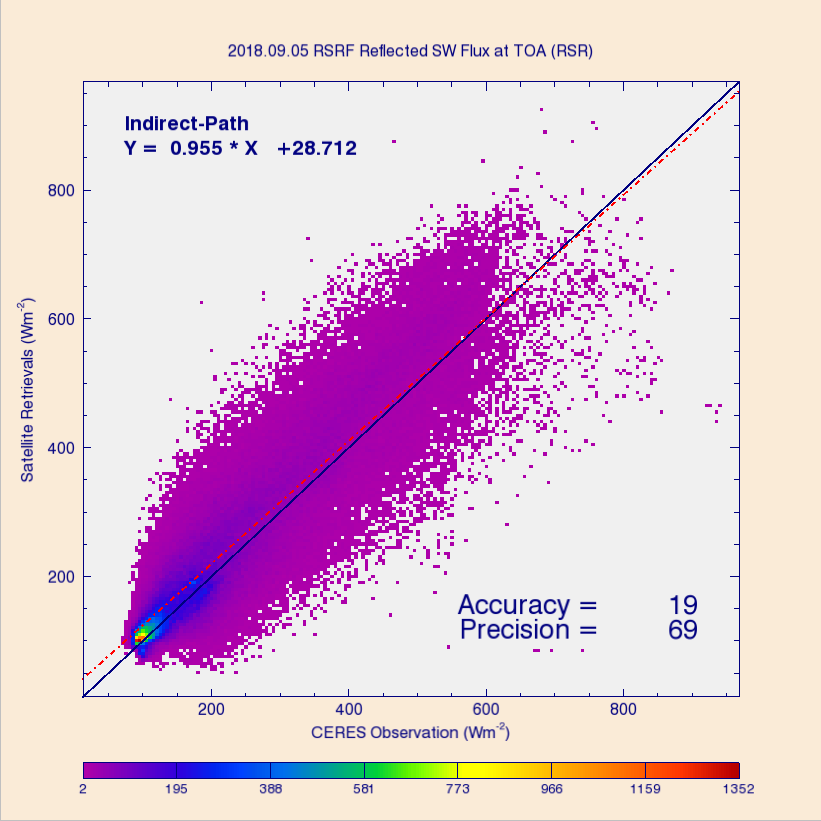 2018.09.05 RSRF Reflected SW Flux at TOA (RSR)
Indirect-Path
Y = 0.955 * X +28.712
800
600
400
200
Satellite Retrievals (Wm-2)
Accuracy = 19
Precision = 69
200 400 600 800
CERES Observation (Wm-2)
2 195 388 581 773 966 1159 1352